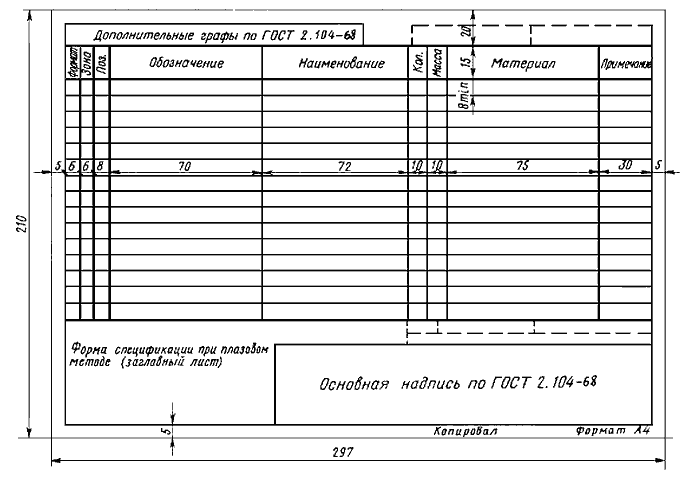 Дополнительные графы по ГОСТ 2.104-68
20
Формат Зона Поз. Обозначение Наименование Кол. Масса Материал Примечание
15
8min
5 6 6 8 70 72 10 10 75 30 5
210
Форма спецификации при плазовом
методе (заглавный лист)
Основная надпись по ГОСТ 2.104-68
5
Копировал Формат А4
297